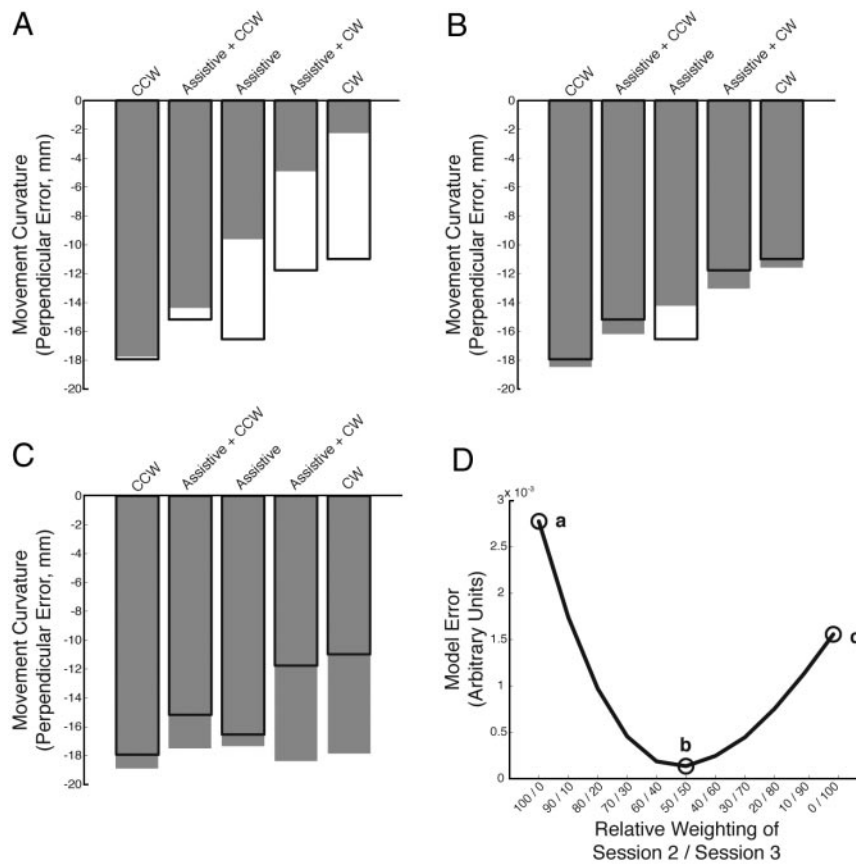 A
CCW
Assistive + CCW
Assistive
Assistive + CW
CW
0
-2
-4
-6
-8
-10
-12
-14
-16
-18
-20
Movement Curvature
(Perpendicular Error, mm)
B
CCW
Assistive + CCW
Assistive
Assistive + CW
CW
0
-2
-4
-6
-8
-10
-12
-14
-16
-18
-20
Movement Curvature
(Perpendicular Error, mm)
C
CCW
Assistive + CCW
Assistive
Assistive + CW
CW
0
-2
-4
-6
-8
-10
-12
-14
-16
-18
-20
Movement Curvature
(Perpendicular Error, mm)
D
x 10⁻³
3
2.5
2
1.5
1
0.5
0
Model Error
(Arbitrary Units)
a
b
100 / 0
90 / 10
80 / 20
70 / 30
60 / 40
50 / 50
40 / 60
30 / 70
20 / 80
10 / 90
0 / 100
Relative Weighting of
Session 2 / Session 3